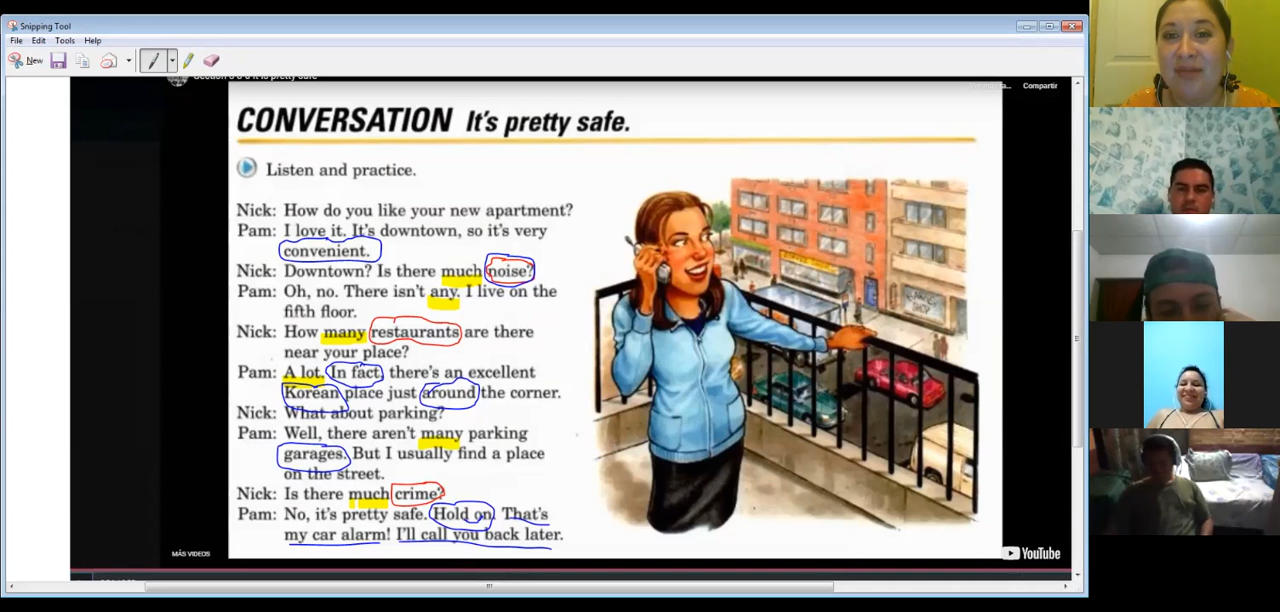 Snipping Tool
File Edit Tools Help
New
Compartir
CONVERSATION It's pretty safe.
Listen and practice.
Nick: How do you like your new apartment?
Pam: I love it. It's downtown, so it's very
convenient.
Nick: Downtown? Is there much noise?
Pam: Oh, no. There isn't any. I live on the
fifth floor.
Nick: How many restaurants are there
near your place?
Pam: A lot. In fact, there's an excellent
Korean place just around the corner.
Nick: What about parking?
Pam: Well, there aren't many parking
garages. But I usually find a place
on the street.
Nick: Is there much crime?
Pam: No, it's pretty safe. Hold on. That's
my car alarm! I'll call you back later.
MÁS VIDEOS
YouTube